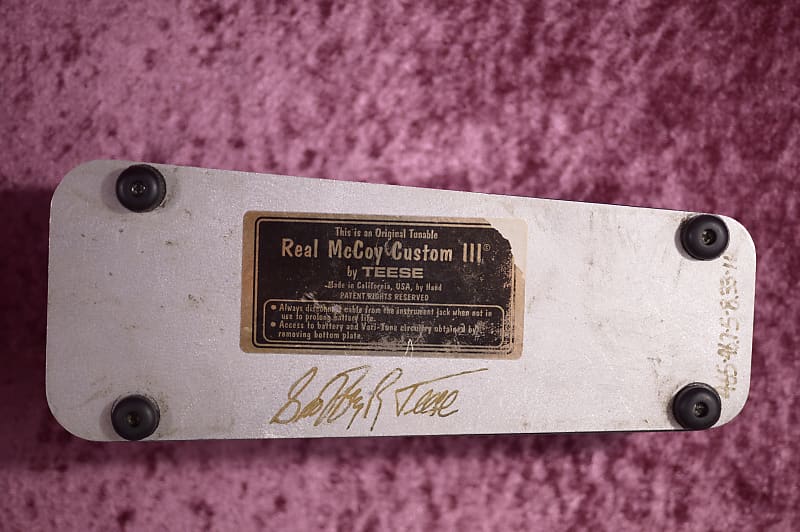 This is an Original Tunable
Real McCoy Custom III®
by TEESE
Made in California, USA, by Hand
PATENT RIGHTS RESERVED
• Always disconnect cable from the instrument jack when not in
use to prolong battery life.
• Access to battery and Vari-Tune circuitry obtained by
removing bottom plate.
R Teese